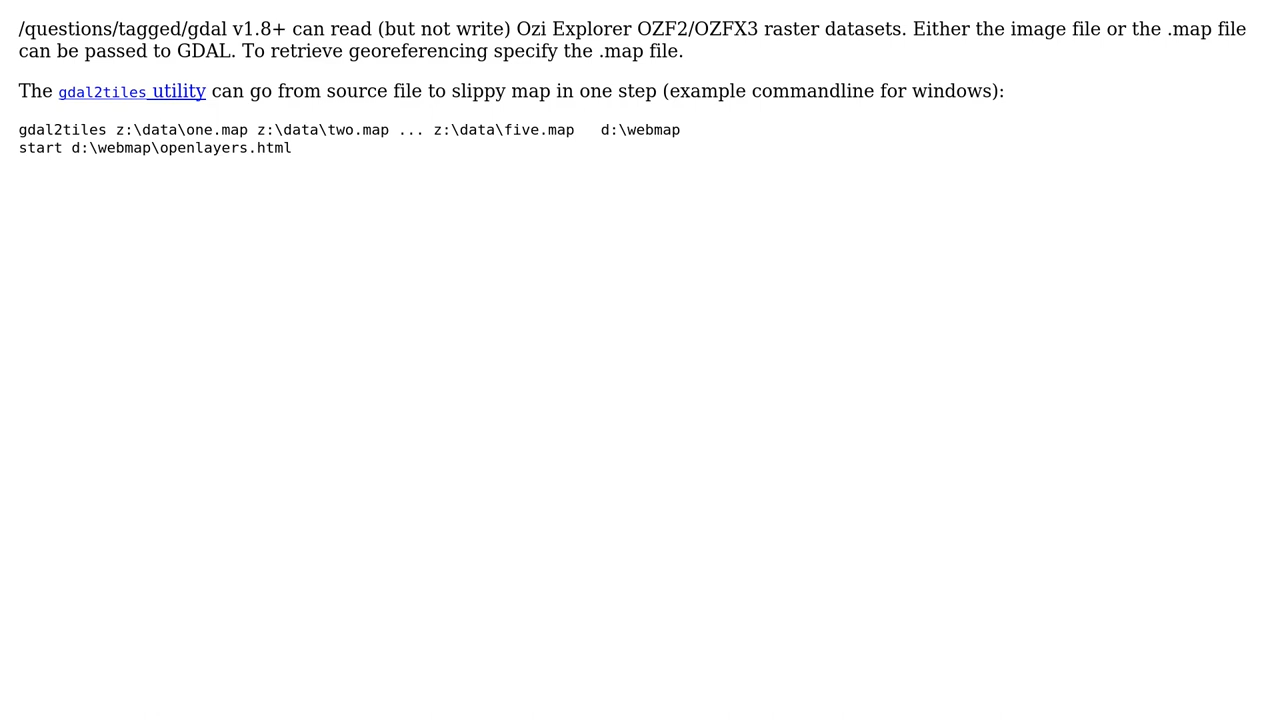 /questions/tagged/gdal v1.8+ can read (but not write) Ozi Explorer OZF2/OZFX3 raster datasets. Either the image file or the .map file
can be passed to GDAL. To retrieve georeferencing specify the .map file.
The gdal2tiles utility can go from source file to slippy map in one step (example commandline for windows):
gdal2tiles z:\data\one.map z:\data\two.map ... z:\data\five.map   d:\webmap
start d:\webmap\openlayers.html